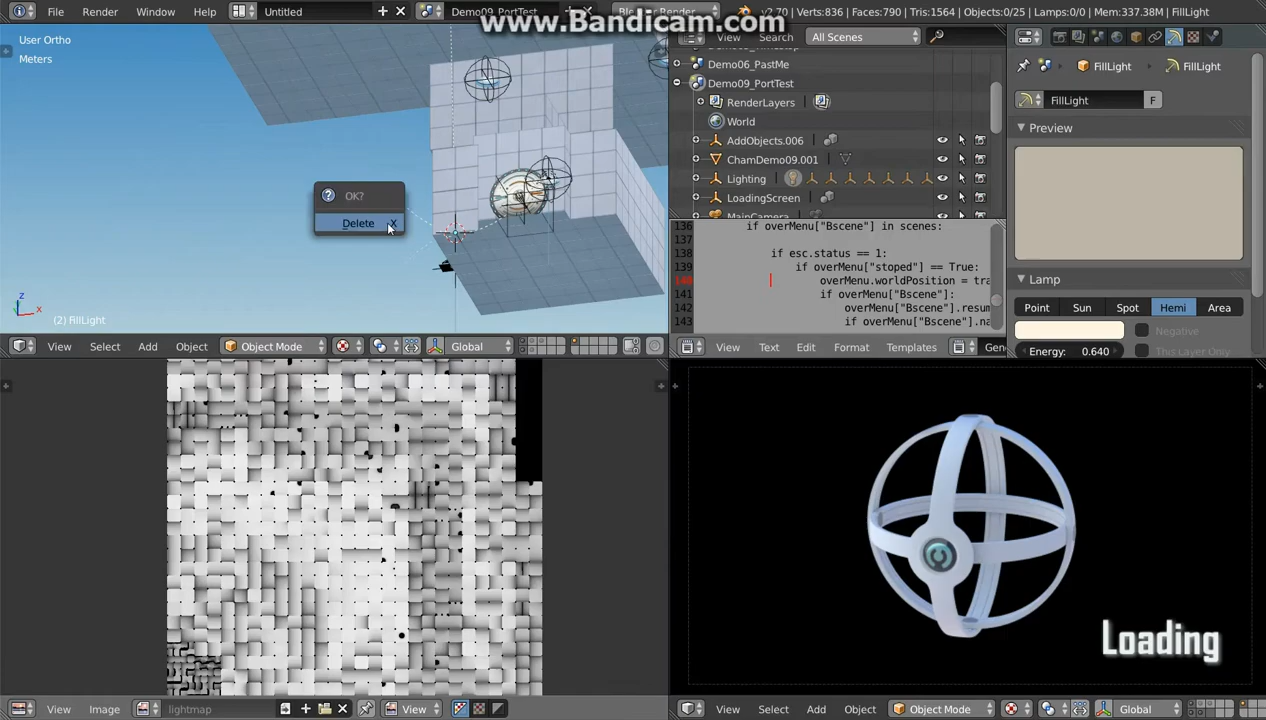 File Render Window Help Untitled Demo09_PortTest v2.70 | Verts:836 | Faces:790 | Tris:1564 | Objects:0/25 | Lamps:0/0 | Mem:337.38M | FillLight
www.Bandicam.com
User Ortho
Meters
OK?
Delete X
z
x
(2) FillLight
View Select Add Object Object Mode Global
View Search All Scenes
Demo06_PastMe
Demo09_PortTest
RenderLayers
World
AddObjects.006
ChamDemo09.001
Lighting
LoadingScreen
MainCamera
136 if overMenu["Bscene"] in scenes:
137
138 if esc.status == 1:
139 if overMenu["stoped"] == True:
140 overMenu.worldPosition = tra
141 if overMenu["Bscene"]:
142 overMenu["Bscene"].resum
143 if overMenu["Bscene"].na
View Text Edit Format Templates Gen
FillLight FillLight
FillLight F
Preview
Lamp
Point Sun Spot Hemi Area
Negative
Energy: 0.640 This Layer Only
View Image lightmap View
Loading
View Select Add Object Object Mode Global